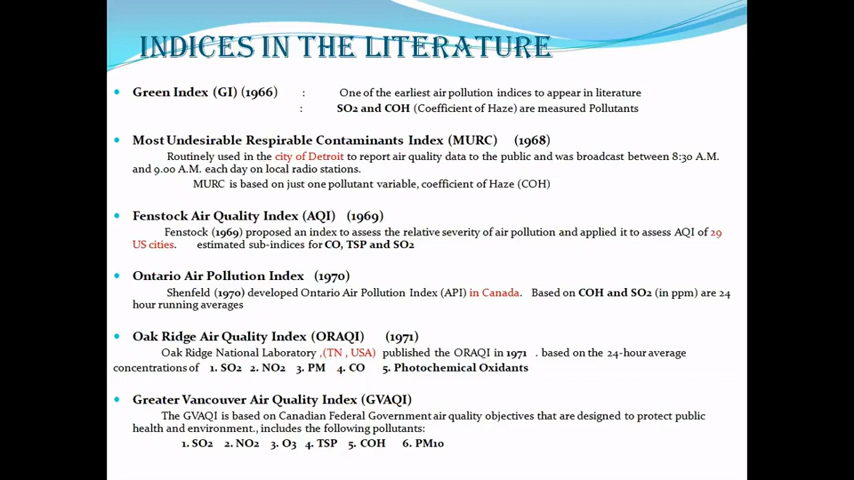 INDICES IN THE LITERATURE
• Green Index (GI) (1966) : One of the earliest air pollution indices to appear in literature
: SO2 and COH (Coefficient of Haze) are measured Pollutants
• Most Undesirable Respirable Contaminants Index (MURC) (1968)
Routinely used in the city of Detroit to report air quality data to the public and was broadcast between 8:30 A.M.
and 9.00 A.M. each day on local radio stations.
MURC is based on just one pollutant variable, coefficient of Haze (COH)
• Fenstock Air Quality Index (AQI) (1969)
Fenstock (1969) proposed an index to assess the relative severity of air pollution and applied it to assess AQI of 29
US cities. estimated sub-indices for CO, TSP and SO2
• Ontario Air Pollution Index (1970)
Shenfeld (1970) developed Ontario Air Pollution Index (API) in Canada. Based on COH and SO2 (in ppm) are 24
hour running averages
• Oak Ridge Air Quality Index (ORAQI) (1971)
Oak Ridge National Laboratory ,(TN , USA) published the ORAQI in 1971 . based on the 24-hour average
concentrations of 1. SO2 2. NO2 3. PM 4. CO 5. Photochemical Oxidants
• Greater Vancouver Air Quality Index (GVAQI)
The GVAQI is based on Canadian Federal Government air quality objectives that are designed to protect public
health and environment., includes the following pollutants:
1. SO2 2. NO2 3. O3 4. TSP 5. COH 6. PM10